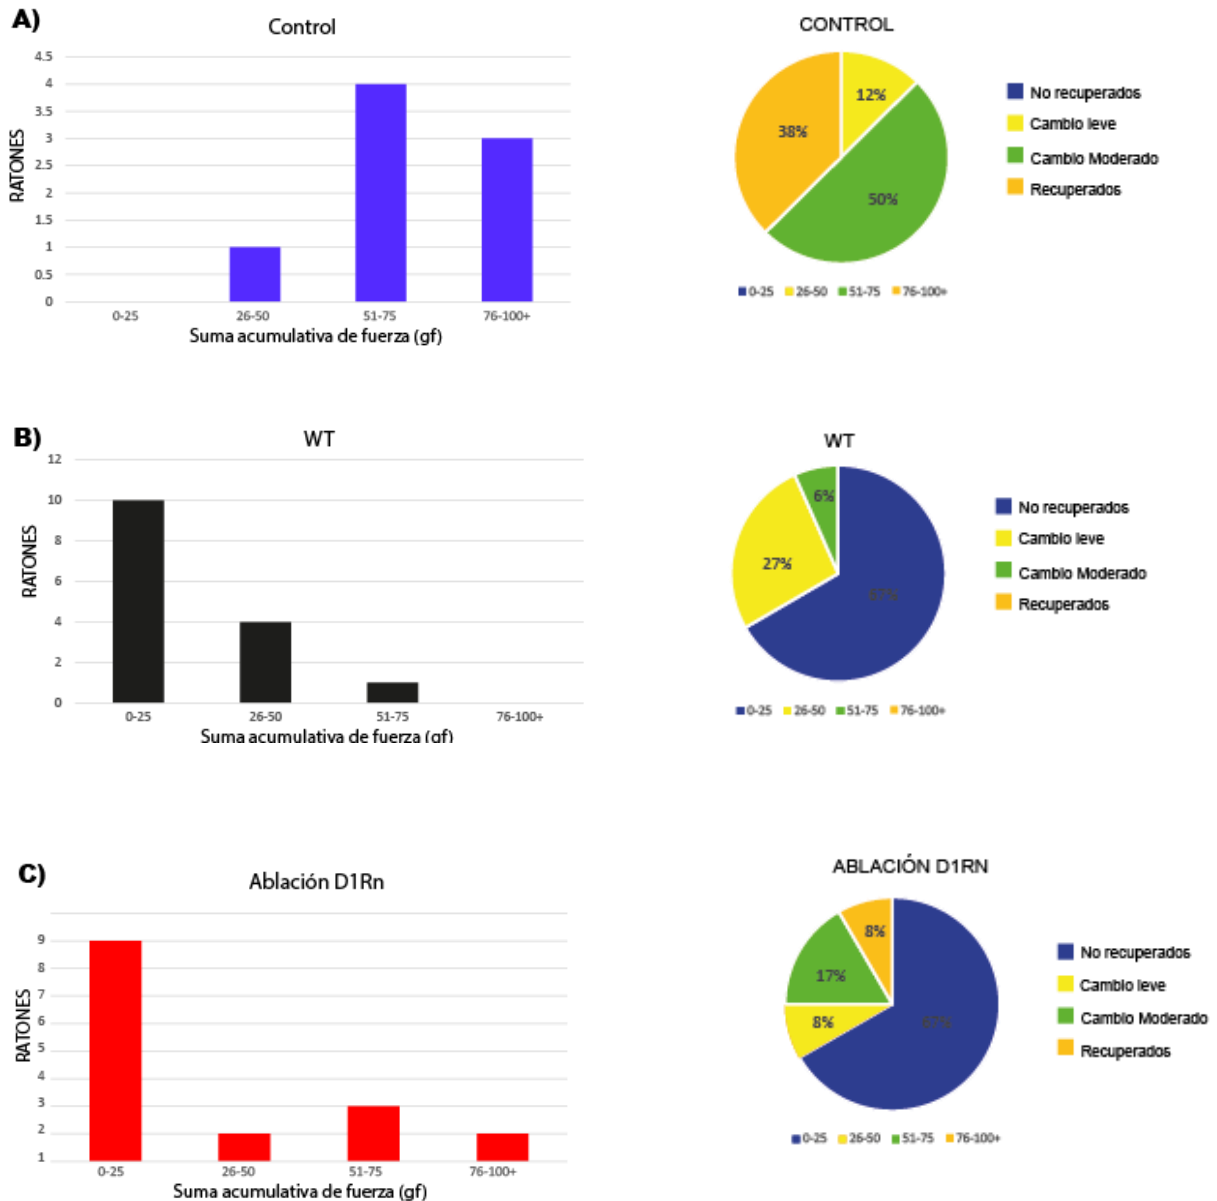 A)
Control
4.5
4
3.5
3
2.5
2
1.5
1
0.5
0
RATONES
0-25 26-50 51-75 76-100+
Suma acumulativa de fuerza (gf)
CONTROL
12%
38%
50%
No recuperados
Cambio leve
Cambio Moderado
Recuperados
0-25 26-50 51-75 76-100+
B)
WT
12
10
8
6
4
2
0
RATONES
0-25 26-50 51-75 76-100+
Suma acumulativa de fuerza (gf)
WT
6%
27%
67%
No recuperados
Cambio leve
Cambio Moderado
Recuperados
0-25 26-50 51-75 76-100+
C)
Ablación D1Rn
9
8
7
6
5
4
3
2
1
RATONES
0-25 26-50 51-75 76-100+
Suma acumulativa de fuerza (gf)
ABLACIÓN D1RN
8%
17%
8%
67%
No recuperados
Cambio leve
Cambio Moderado
Recuperados
0-25 26-50 51-75 76-100+